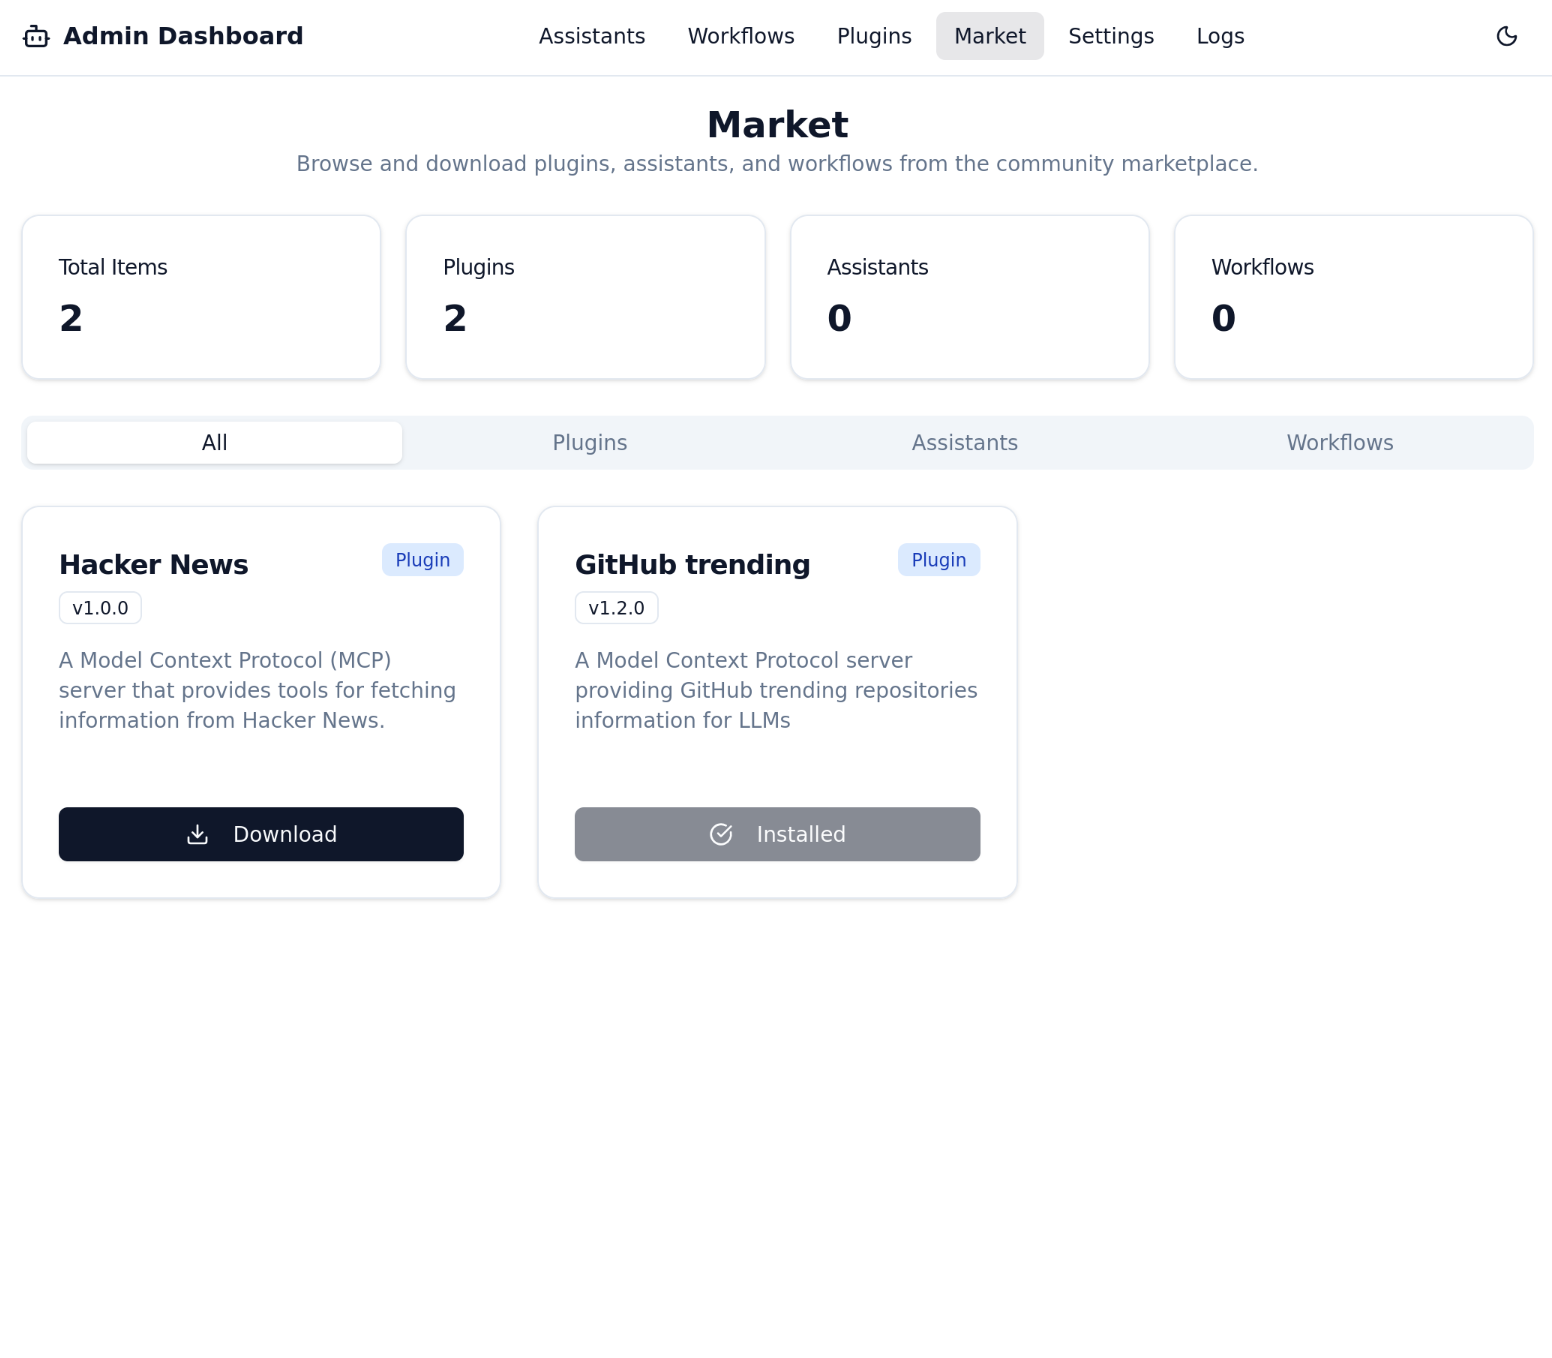 Admin Dashboard
Assistants
Workflows
Plugins
Market
Settings
Logs
Market
Browse and download plugins, assistants, and workflows from the community marketplace.
Total Items
2
Plugins
2
Assistants
0
Workflows
0
All
Plugins
Assistants
Workflows
Hacker News
Plugin
v1.0.0
A Model Context Protocol (MCP)
server that provides tools for fetching
information from Hacker News.
Download
GitHub trending
Plugin
v1.2.0
A Model Context Protocol server
providing GitHub trending repositories
information for LLMs
Installed